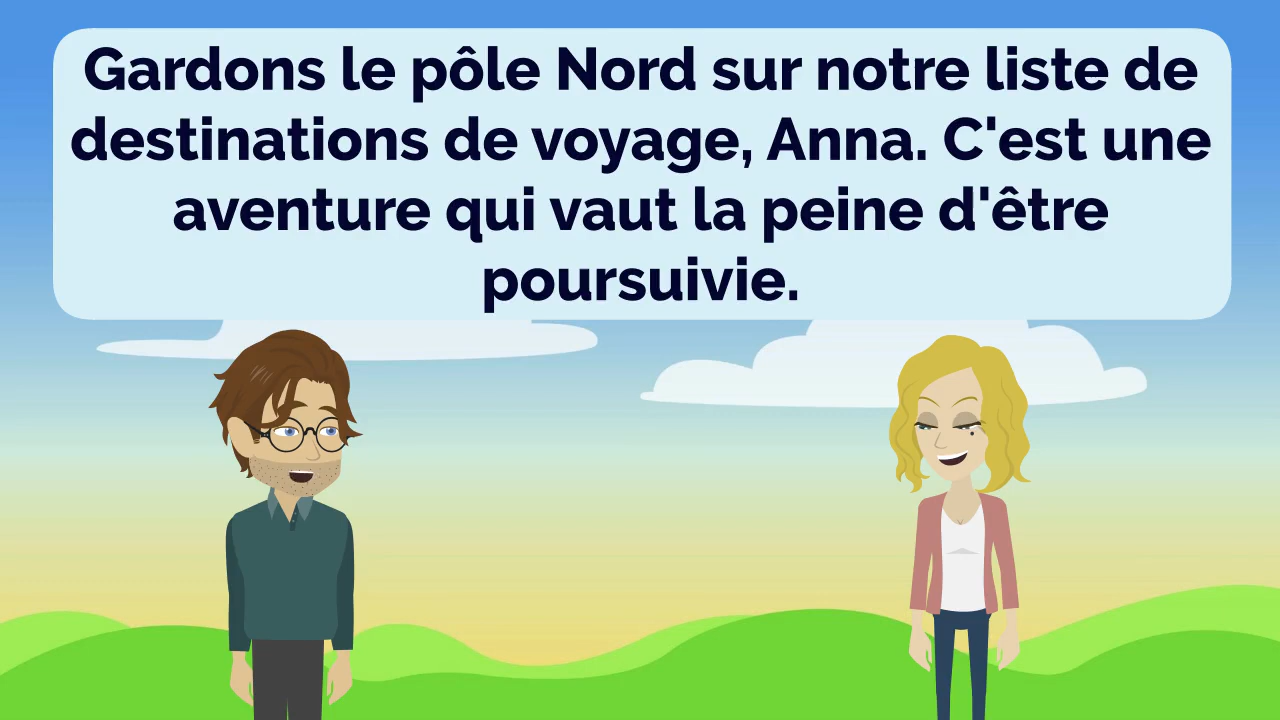 Gardons le pôle Nord sur notre liste de
destinations de voyage, Anna. C'est une
aventure qui vaut la peine d'être
poursuivie.